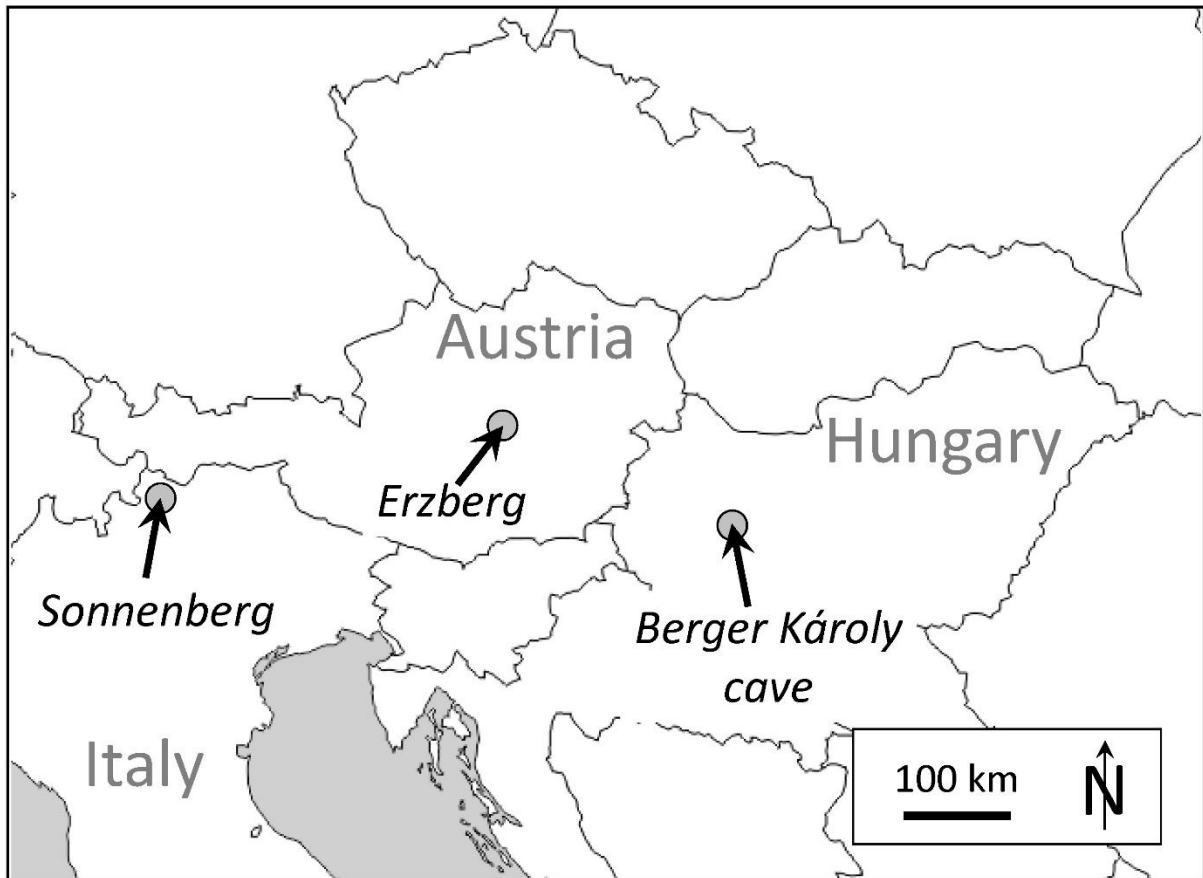 Austria
Hungary
Erzberg
Sonnenberg
Berger Károly
cave
Italy
100 km
N